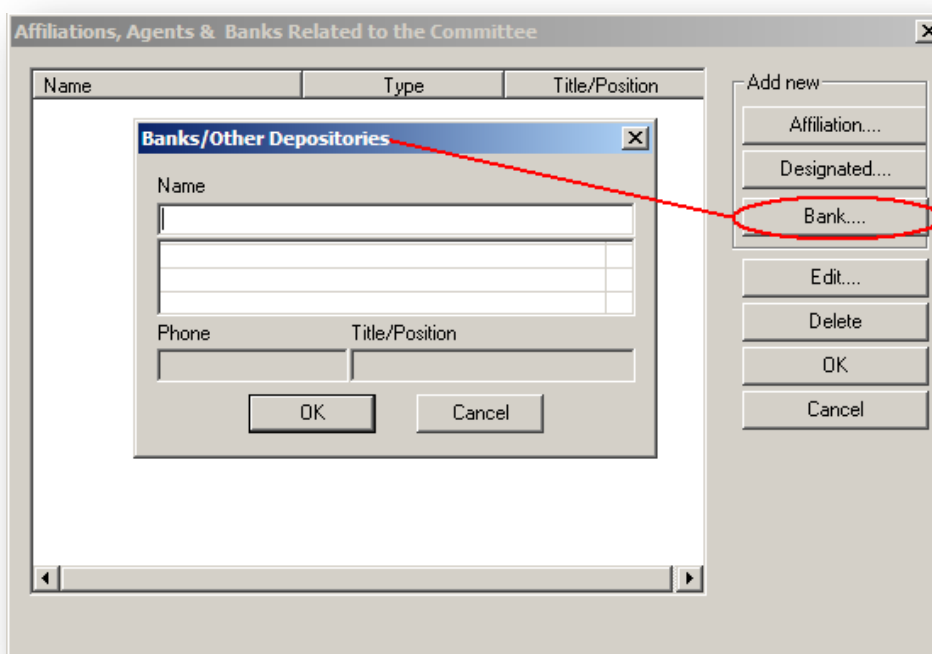 Affiliations, Agents & Banks Related to the Committee
Name Type Title/Position
Add new
Affiliation....
Designated....
Bank....
Edit....
Delete
OK
Cancel
Banks/Other Depositories
Name
Phone Title/Position
OK Cancel